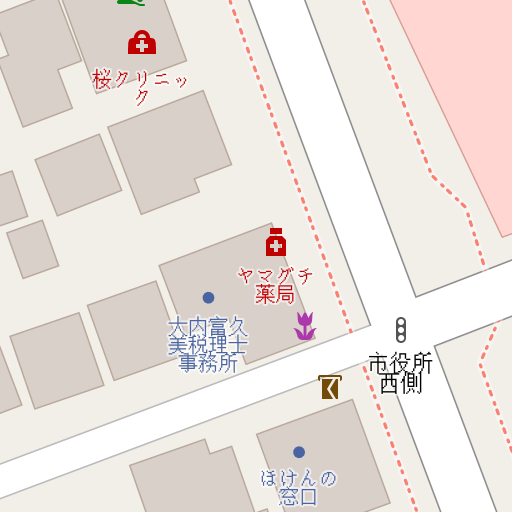 桜クリニッ
ク
ヤマグチ
薬局
大内富久
美税理士
事務所
市役所
西側
ほけんの
窓口